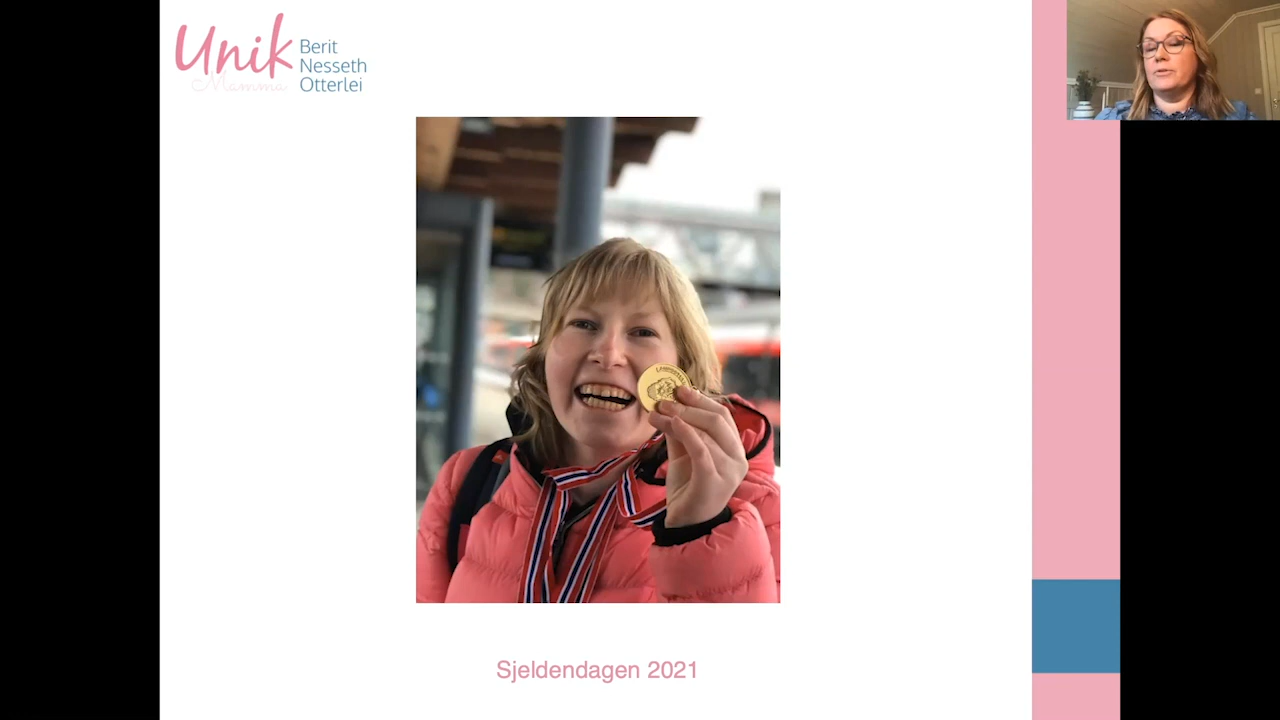 Unik
Mamma
Berit
Nesseth
Otterlei
Sjeldendagen 2021